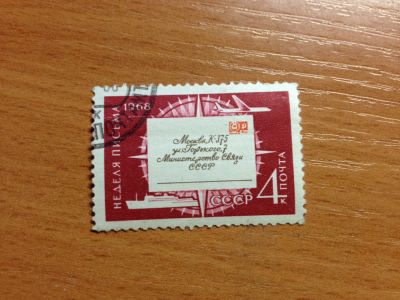 НЕДЕЛЯ ПИСЬМА
1968
Москва, К-375
ул. Горького, 7
Министерство Связи
СССР
СССР
4 к
ПОЧТА